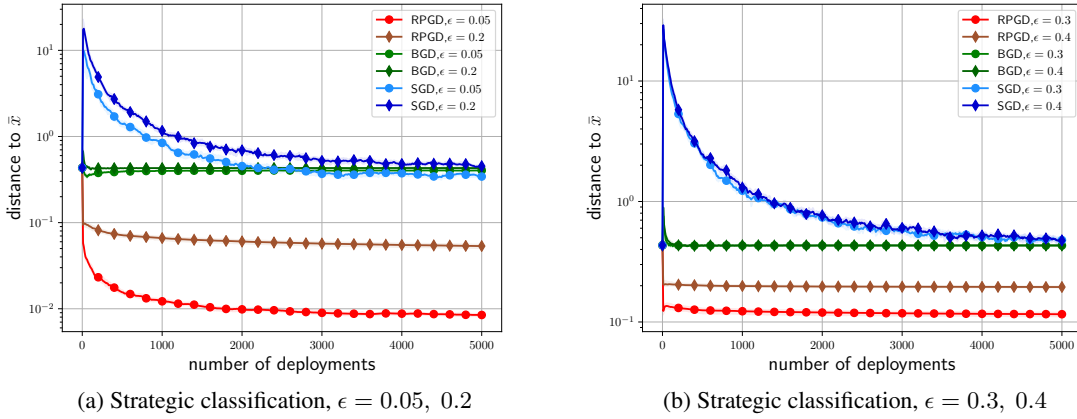 distance to x̄
10¹
10⁰
10⁻¹
10⁻²
RPGD,ϵ = 0.05
RPGD,ϵ = 0.2
BGD,ϵ = 0.05
BGD,ϵ = 0.2
SGD,ϵ = 0.05
SGD,ϵ = 0.2
0 1000 2000 3000 4000 5000
number of deployments
(a) Strategic classification, ϵ = 0.05, 0.2
distance to x̄
10¹
10⁰
10⁻¹
RPGD,ϵ = 0.3
RPGD,ϵ = 0.4
BGD,ϵ = 0.3
BGD,ϵ = 0.4
SGD,ϵ = 0.3
SGD,ϵ = 0.4
0 1000 2000 3000 4000 5000
number of deployments
(b) Strategic classification, ϵ = 0.3, 0.4